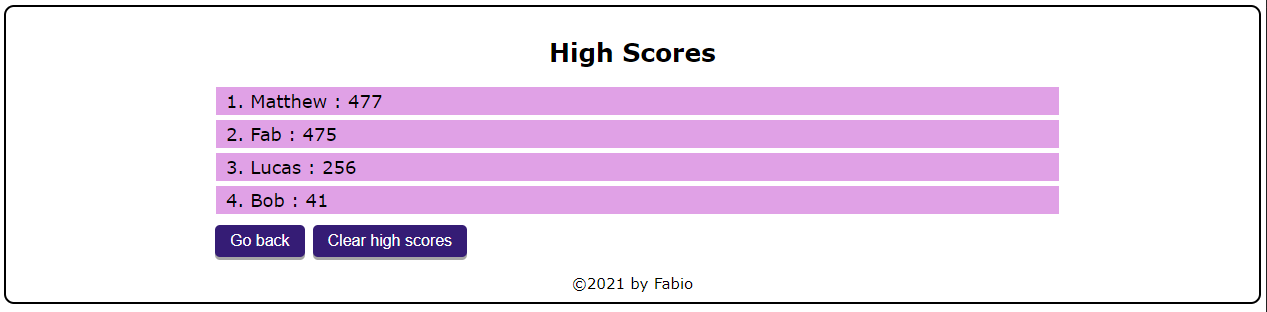 High Scores
1. Matthew : 477
2. Fab : 475
3. Lucas : 256
4. Bob : 41
Go back Clear high scores
©2021 by Fabio